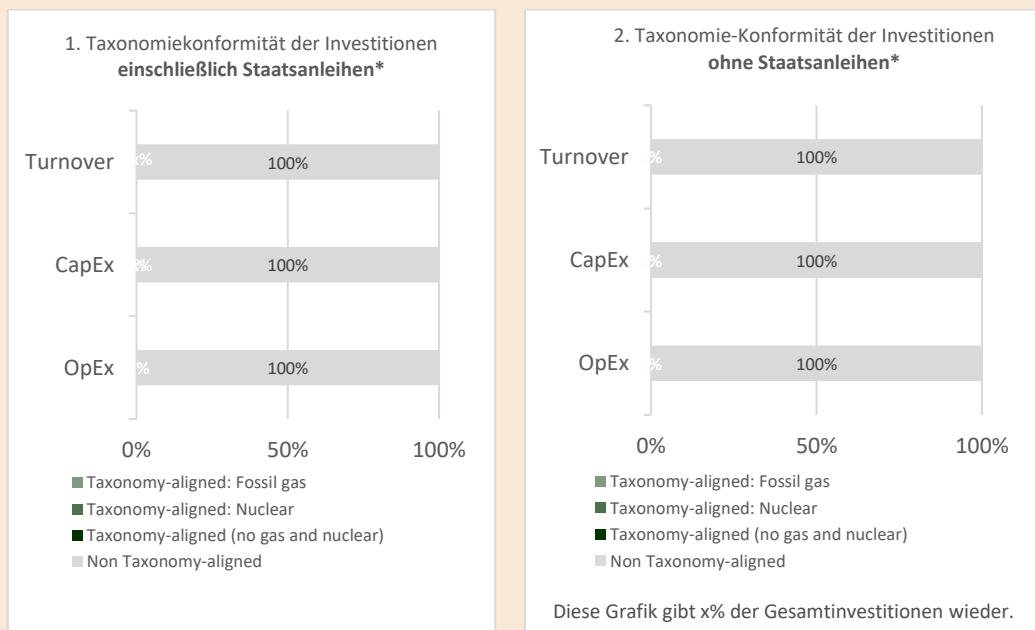 1. Taxonomiekonformität der Investitionen
einschließlich Staatsanleihen*
Turnover
x%
100%
CapEx
%%
100%
OpEx
%
100%
0%
50%
100%
Taxonomy-aligned: Fossil gas
Taxonomy-aligned: Nuclear
Taxonomy-aligned (no gas and nuclear)
Non Taxonomy-aligned
2. Taxonomie-Konformität der Investitionen
ohne Staatsanleihen*
Turnover
%
100%
CapEx
%
100%
OpEx
%
100%
0%
50%
100%
Taxonomy-aligned: Fossil gas
Taxonomy-aligned: Nuclear
Taxonomy-aligned (no gas and nuclear)
Non Taxonomy-aligned
Diese Grafik gibt x% der Gesamtinvestitionen wieder.